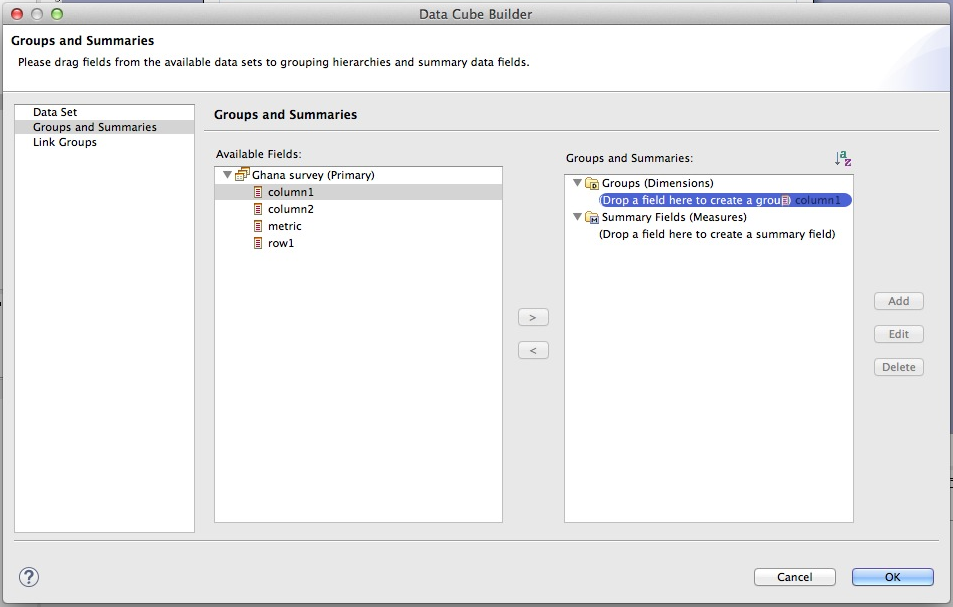 Data Cube Builder
Groups and Summaries
Please drag fields from the available data sets to grouping hierarchies and summary data fields.
Data Set
Groups and Summaries
Link Groups
Groups and Summaries
Available Fields:
Ghana survey (Primary)
column1
column2
metric
row1
>
<
Groups and Summaries:
a
z
Groups (Dimensions)
(Drop a field here to create a grou column1
Summary Fields (Measures)
(Drop a field here to create a summary field)
Add
Edit
Delete
?
Cancel
OK